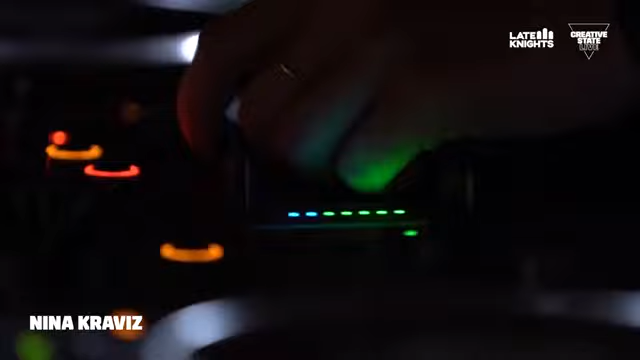 LATE
KNIGHTS
CREATIVE
STATE
LIVE
NINA KRAVIZ